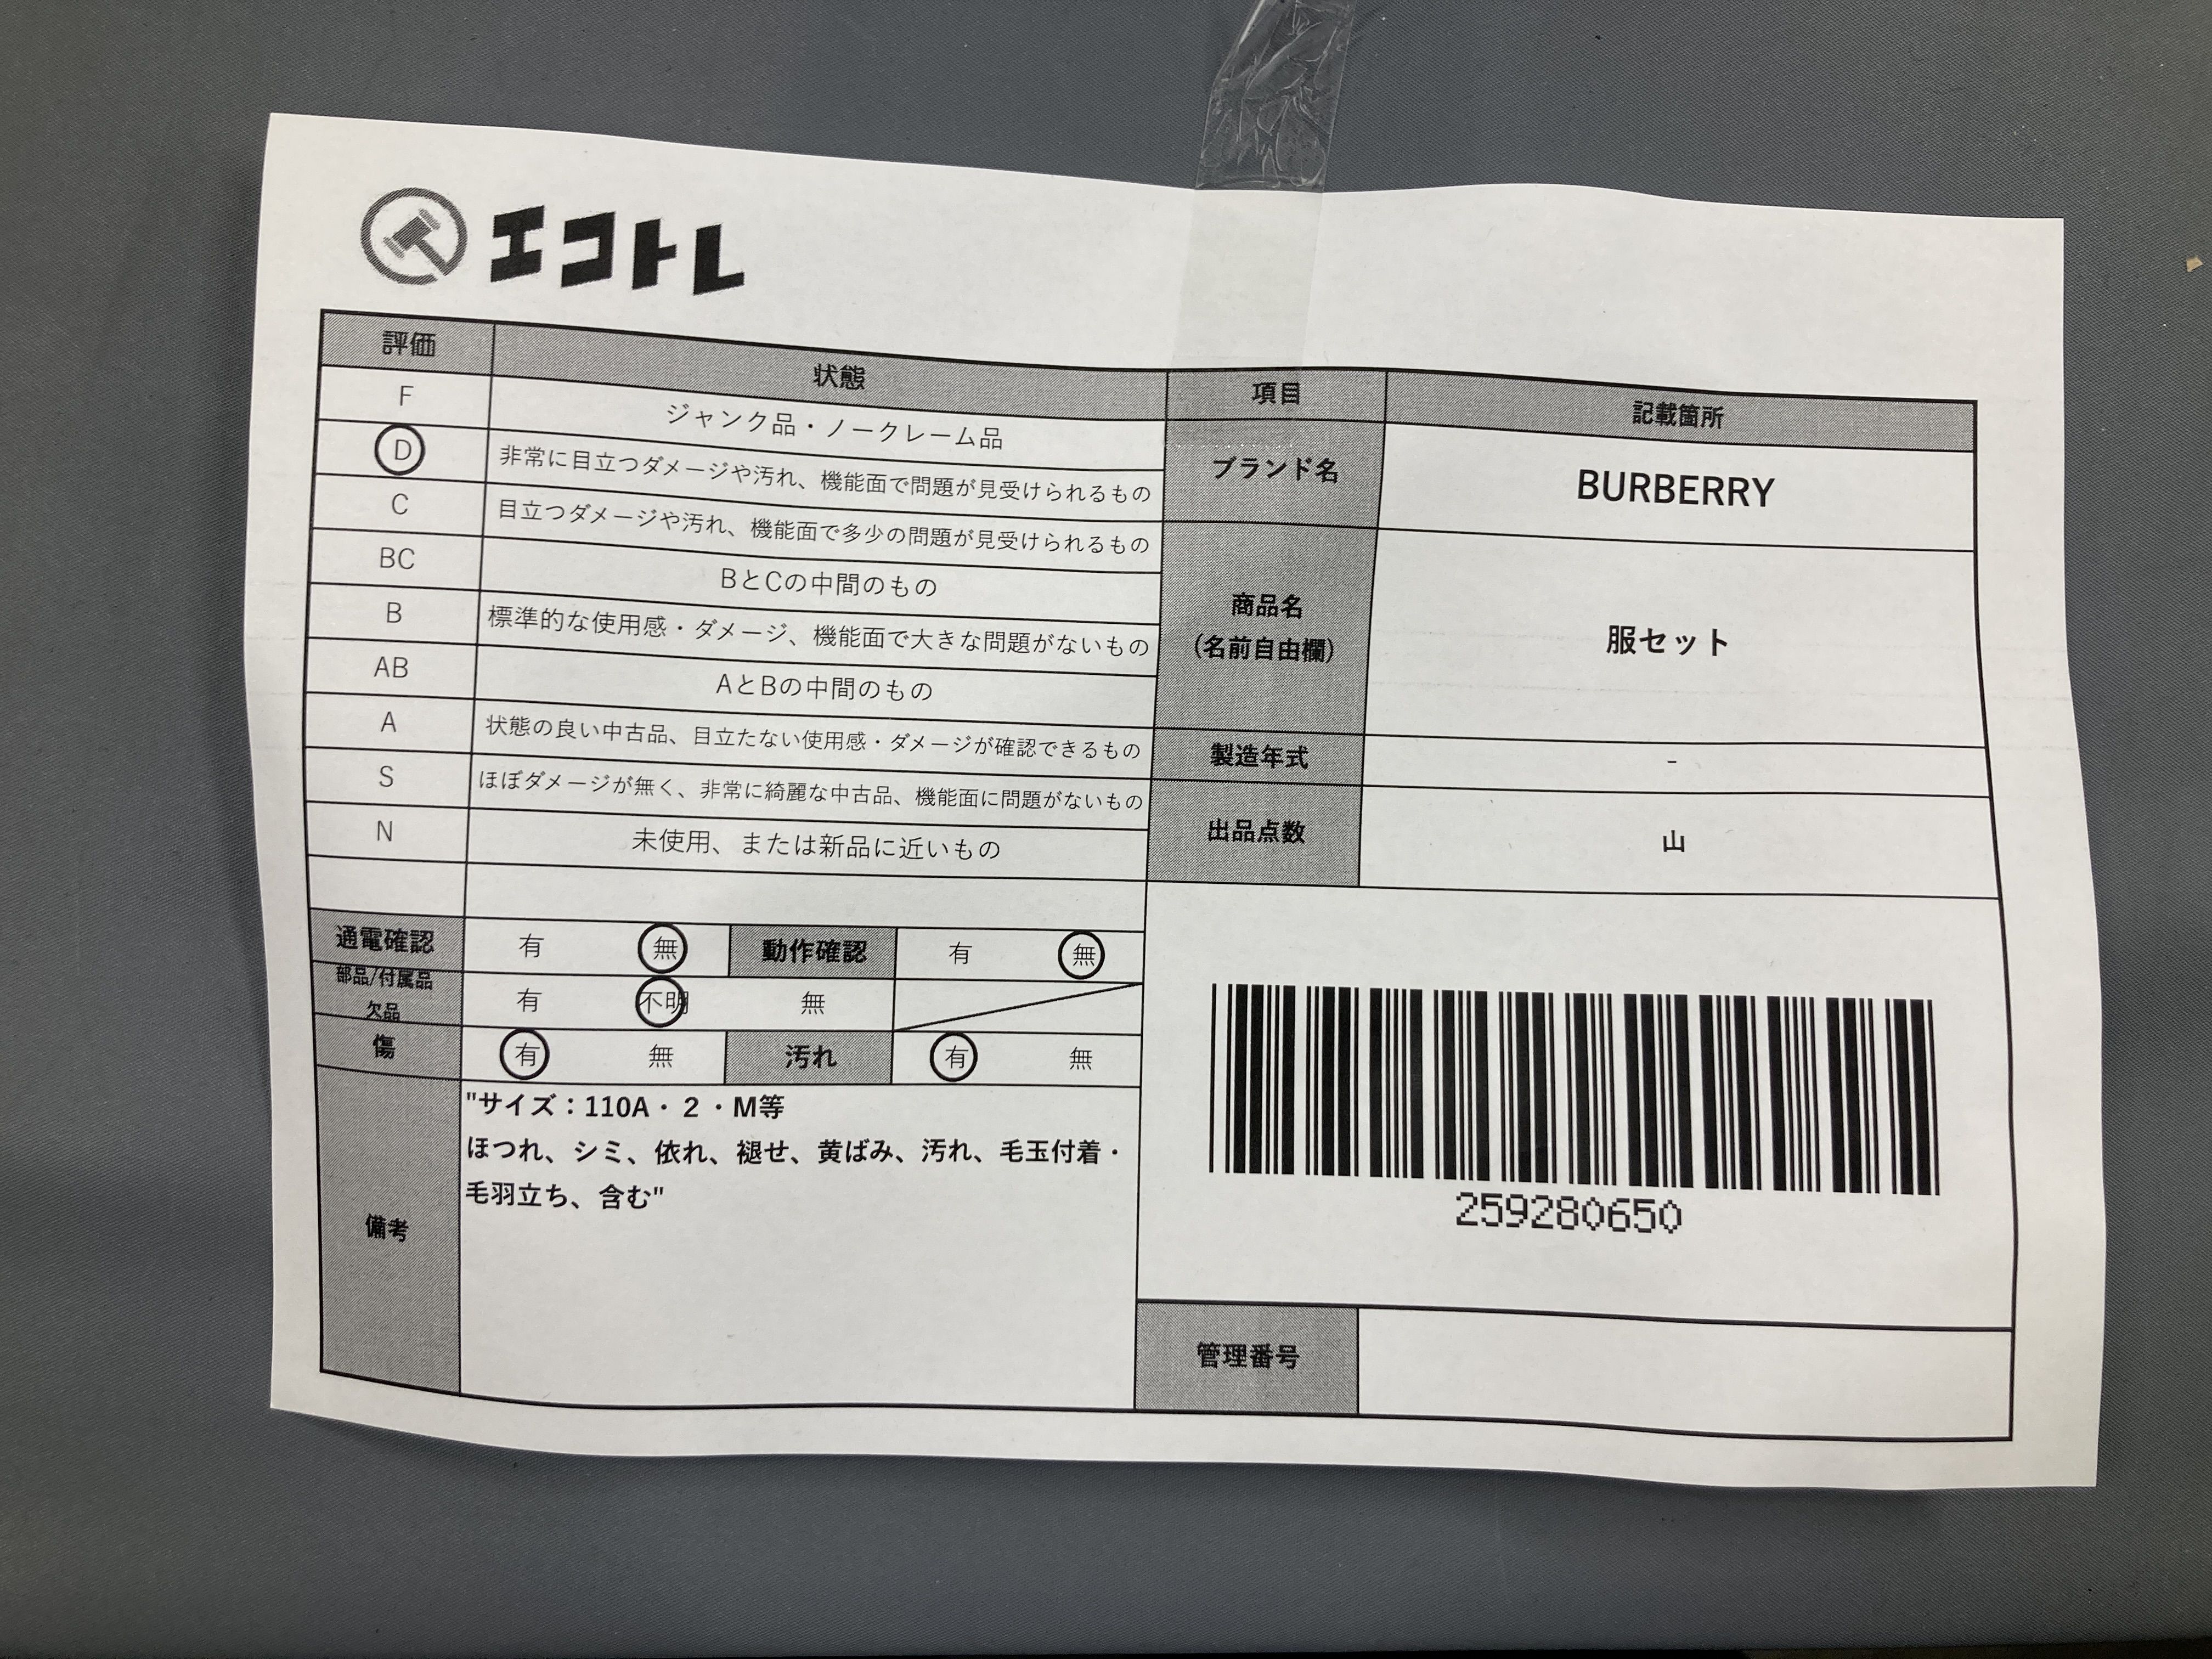 エコトレ
評価 状態
F ジャンク品・ノークレーム品
D 非常に目立つダメージや汚れ、機能面で問題が見受けられるもの
C 目立つダメージや汚れ、機能面で多少の問題が見受けられるもの
BC BとCの中間のもの
B 標準的な使用感・ダメージ、機能面で大きな問題がないもの
AB AとBの中間のもの
A 状態の良い中古品、目立たない使用感・ダメージが確認できるもの
S ほぼダメージが無く、非常に綺麗な中古品、機能面に問題がないもの
N 未使用、または新品に近いもの
通電確認 有 無 動作確認 有 無
部品/付属品
欠品 有 不明 無
傷 有 無 汚れ 有 無
備考
"サイズ：110A・２・M等
ほつれ、シミ、依れ、褪せ、黄ばみ、汚れ、毛玉付着・
毛羽立ち、含む"
項目 記載箇所
ブランド名 BURBERRY
商品名
（名前自由欄） 服セット
製造年式 -
出品点数 山
259280650
管理番号